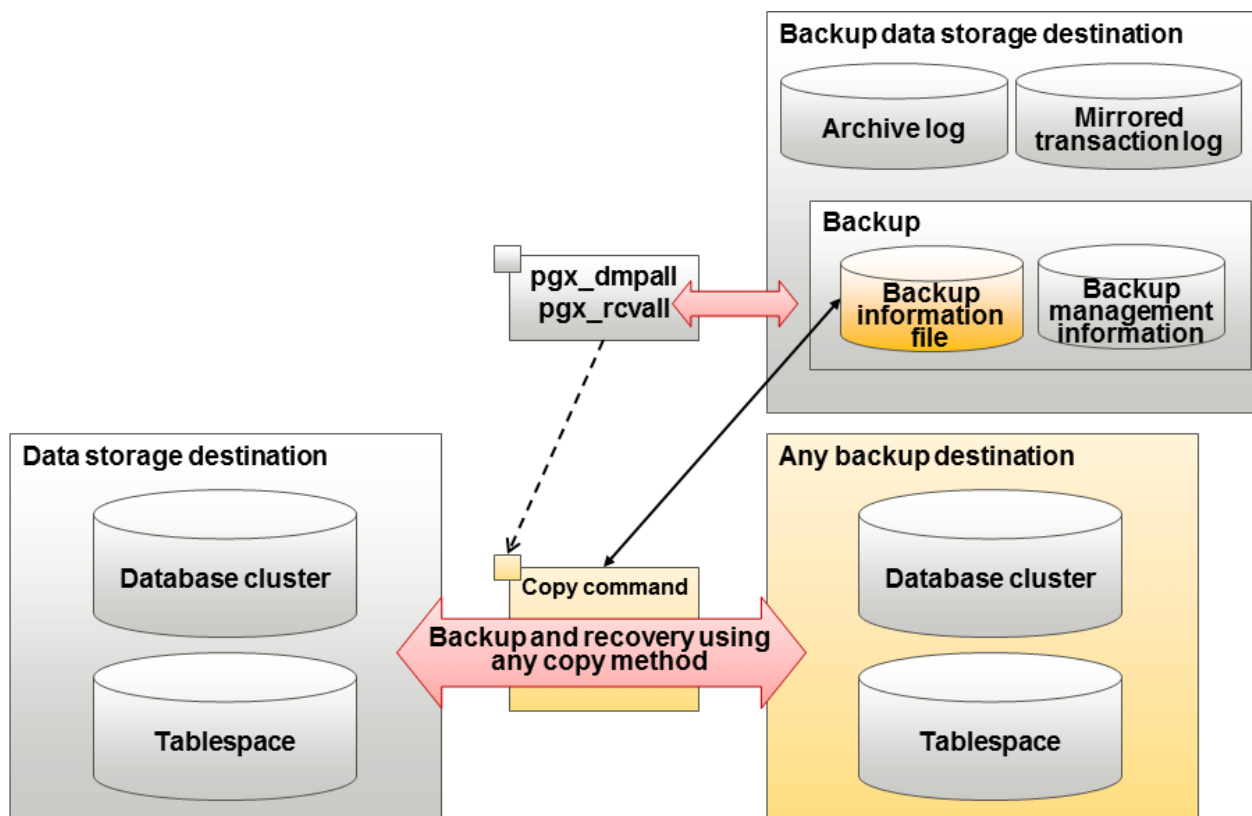 Backup data storage destination
Archive log
Mirrored
transaction log
Backup
Backup
information
file
Backup
management
information
pgx_dmpall
pgx_rcvall
Data storage destination
Database cluster
Tablespace
Copy command
Backup and recovery using
any copy method
Any backup destination
Database cluster
Tablespace